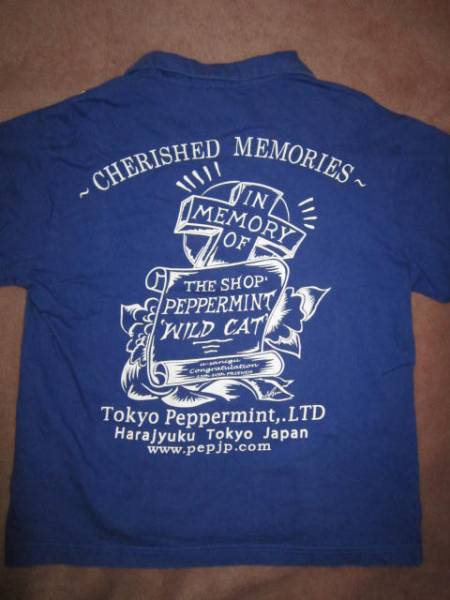 ~ CHERISHED MEMORIES ~
IN
MEMORY
OF
THE SHOP
PEPPERMINT
'WILD CAT'
Congratulation
Tokyo Peppermint,.LTD
Harajyuku Tokyo Japan
www.pepjp.com